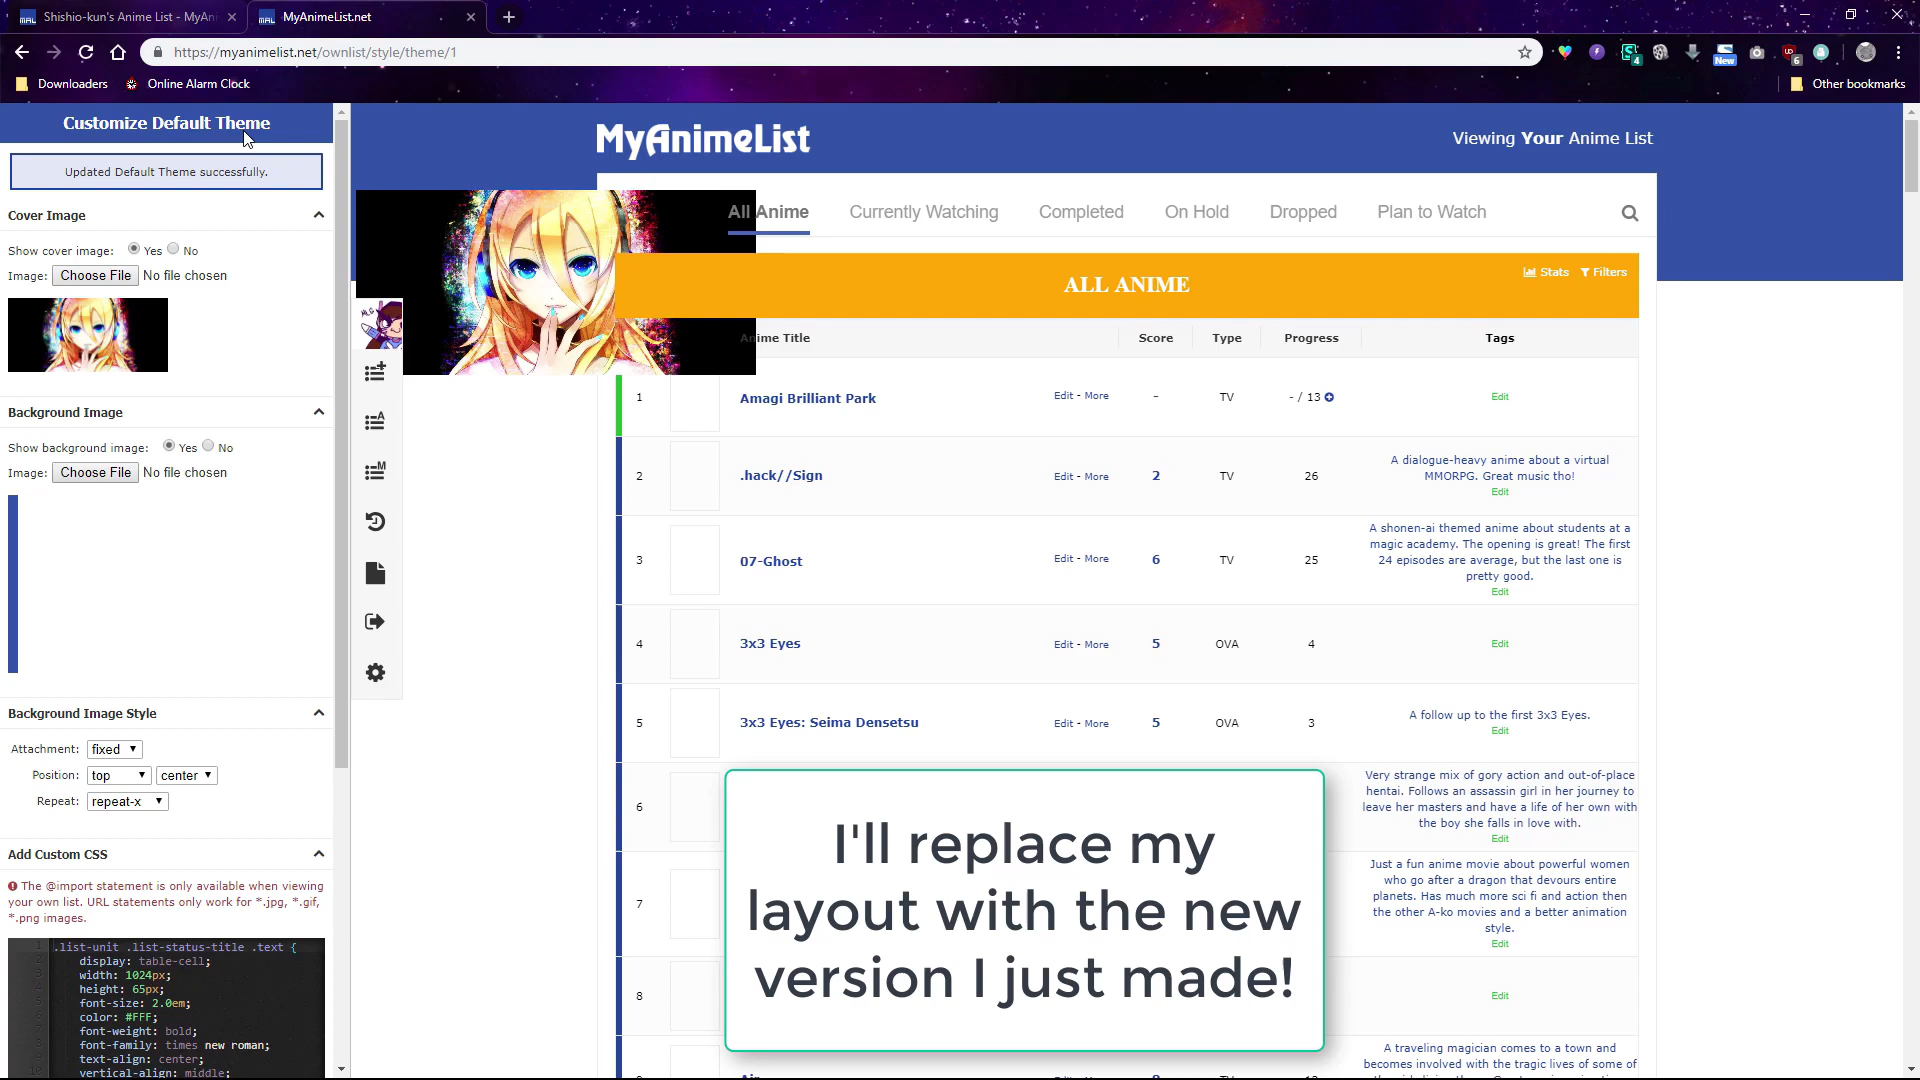 Shishio-kun's Anime List - MyAni
MyAnimeList.net
https://myanimelist.net/ownlist/style/theme/1
4
New
6
Downloaders
Online Alarm Clock
Other bookmarks
Customize Default Theme
Updated Default Theme successfully.
Cover Image
Show cover image: Yes No
Image: Choose File No file chosen
Background Image
Show background image: Yes No
Image: Choose File No file chosen
Background Image Style
Attachment: fixed
Position: top center
Repeat: repeat-x
Add Custom CSS
The @import statement is only available when viewing
your own list. URL statements only work for *.jpg, *.gif,
*.png images.
1 .list-unit .list-status-title .text {
2 display: table-cell;
3 width: 1024px;
4 height: 65px;
5 font-size: 2.0em;
6 color: #FFF;
7 font-weight: bold;
8 font-family: times new roman;
9 text-align: center;
10 vertical-align: middle;
MyAnimeList
Viewing Your Anime List
All Anime Currently Watching Completed On Hold Dropped Plan to Watch
ALL ANIME
Stats Filters
Anime Title Score Type Progress Tags
1 Amagi Brilliant Park Edit - More - TV - / 13 Edit
2 .hack//Sign Edit - More 2 TV 26
A dialogue-heavy anime about a virtual
MMORPG. Great music tho!
Edit
3 07-Ghost Edit - More 6 TV 25
A shonen-ai themed anime about students at a
magic academy. The opening is great! The first
24 episodes are average, but the last one is
pretty good.
Edit
4 3x3 Eyes Edit - More 5 OVA 4 Edit
5 3x3 Eyes: Seima Densetsu Edit - More 5 OVA 3
A follow up to the first 3x3 Eyes.
Edit
6
Very strange mix of gory action and out-of-place
hentai. Follows an assassin girl in her journey to
leave her masters and have a life of her own with
the boy she falls in love with.
Edit
7
Just a fun anime movie about powerful women
who go after a dragon that devours entire
planets. Has much more sci fi and action then
the other A-ko movies and a better animation
style.
Edit
8 Edit
A traveling magician comes to a town and
becomes involved with the tragic lives of some of
I'll replace my
layout with the new
version I just made!